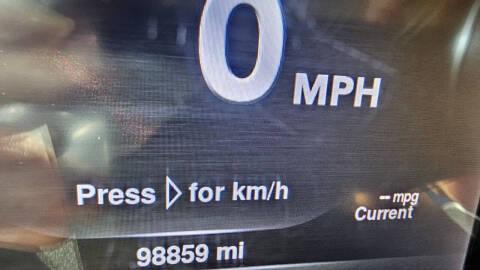 0 MPH
Press ▷ for km/h
-- mpg
Current
98859 mi